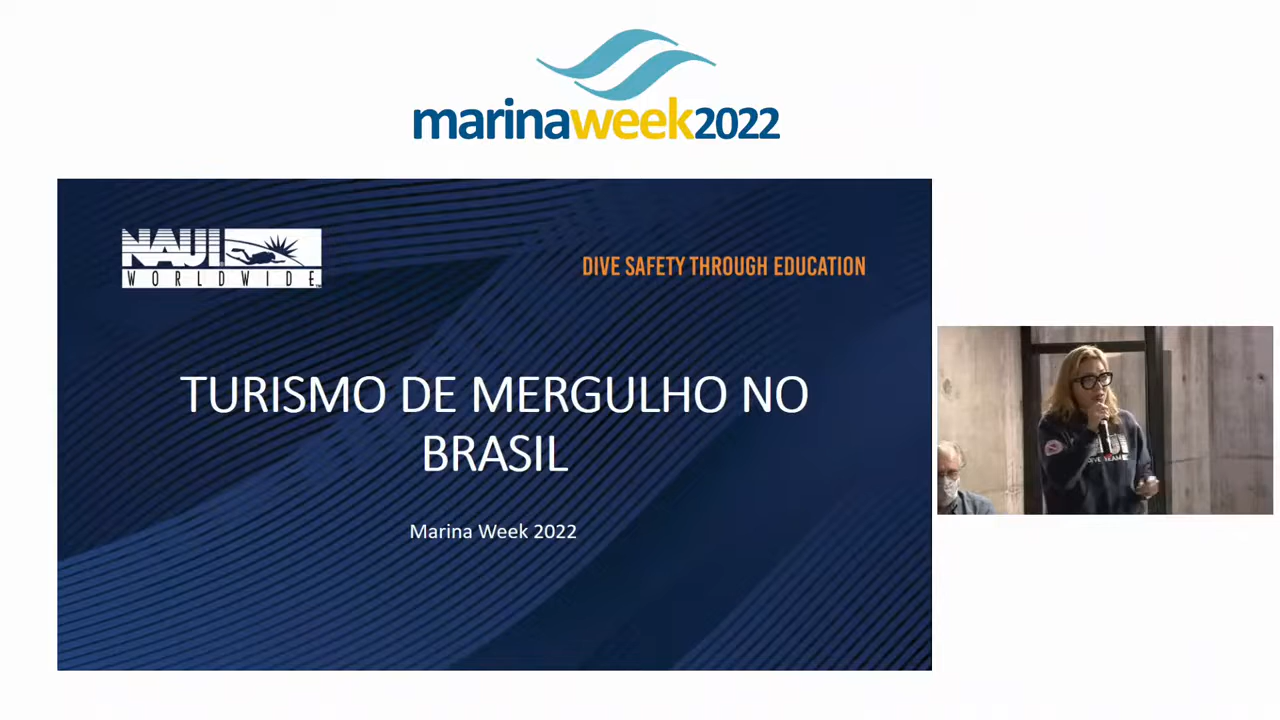 marinaweek2022
NAUI
WORLDWIDE
DIVE SAFETY THROUGH EDUCATION
TURISMO DE MERGULHO NO
BRASIL
Marina Week 2022